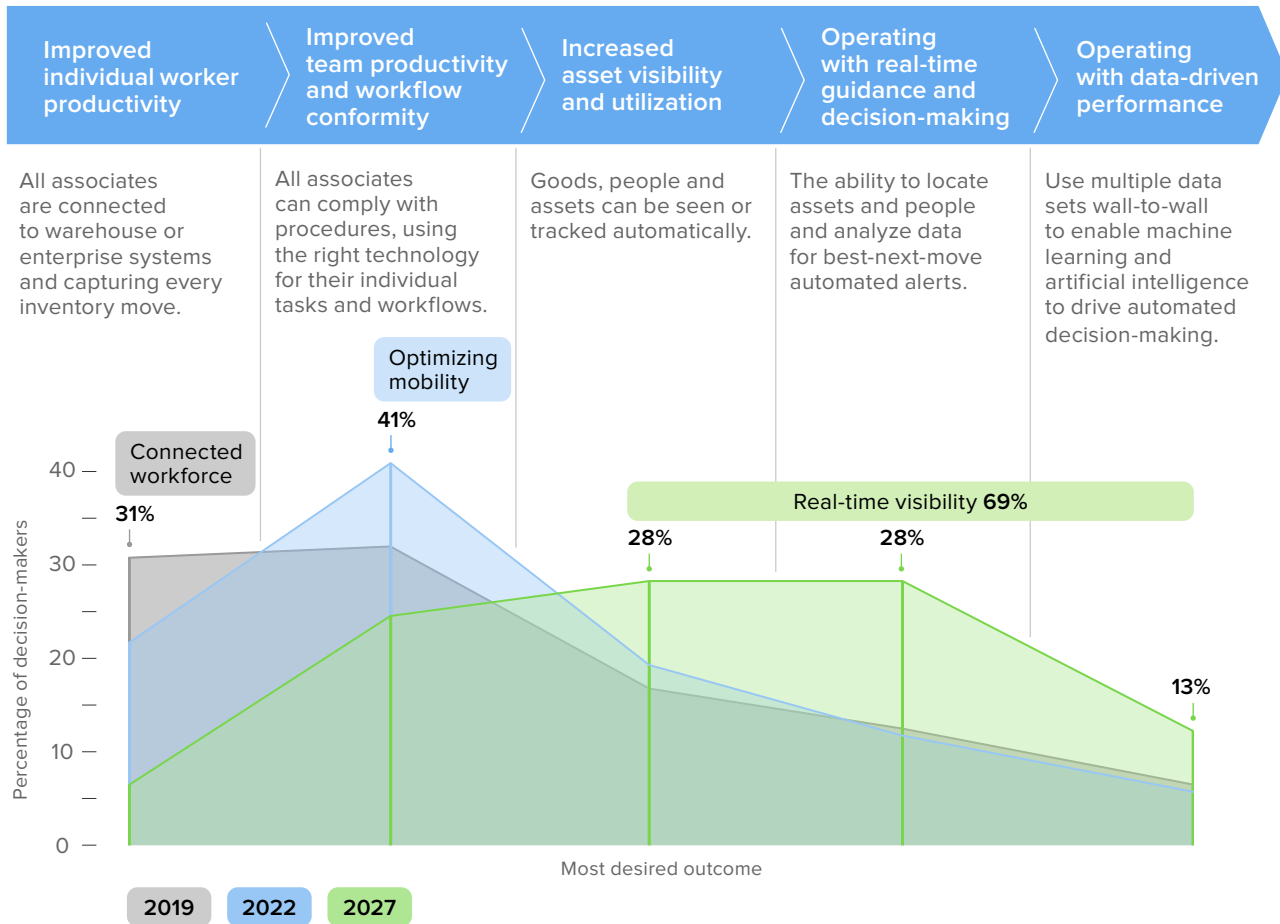 Improved
individual worker
productivity
Improved
team productivity
and workflow
conformity
Increased
asset visibility
and utilization
Operating
with real-time
guidance and
decision-making
Operating
with data-driven
performance
All associates
are connected
to warehouse or
enterprise systems
and capturing every
inventory move.
All associates
can comply with
procedures, using
the right technology
for their individual
tasks and workflows.
Goods, people and
assets can be seen or
tracked automatically.
The ability to locate
assets and people
and analyze data
for best-next-move
automated alerts.
Use multiple data
sets wall-to-wall
to enable machine
learning and
artificial intelligence
to drive automated
decision-making.
Optimizing
mobility
41%
Connected
workforce
31%
Real-time visibility 69%
28%
28%
13%
Percentage of decision-makers
40
30
20
10
0
Most desired outcome
2019
2022
2027